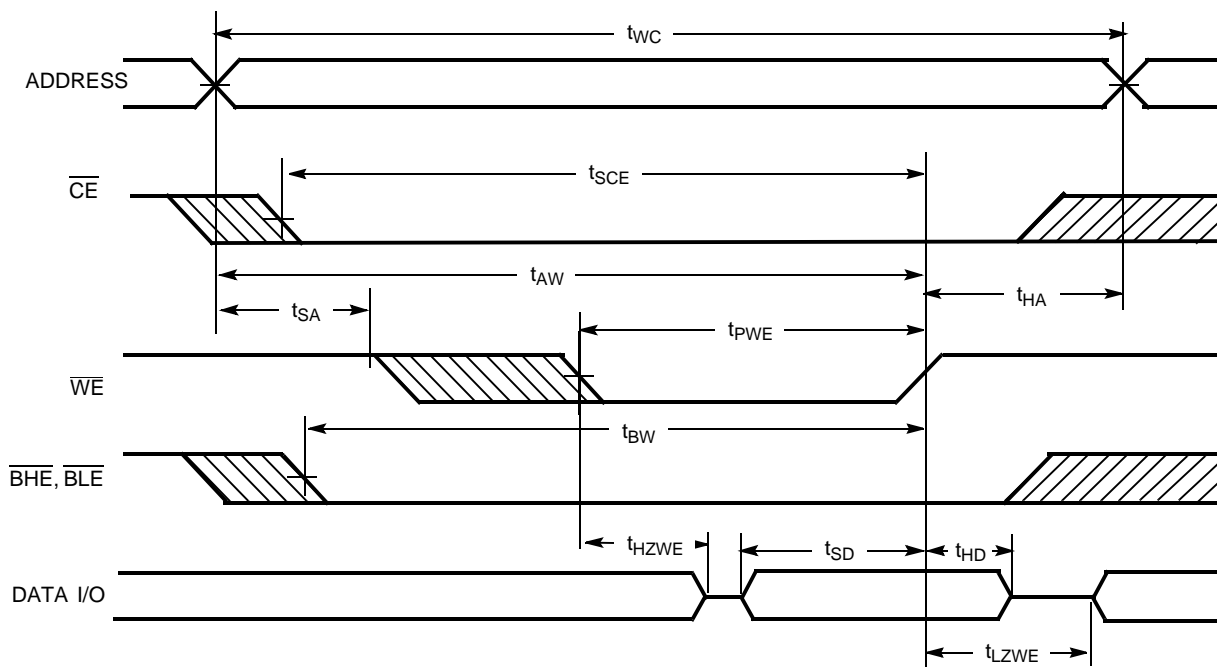 tWC
ADDRESS
tSCE
CE
tAW
tSA
tHA
tPWE
WE
tBW
BHE, BLE
tHZWE
tSD
tHD
DATA I/O
tLZWE